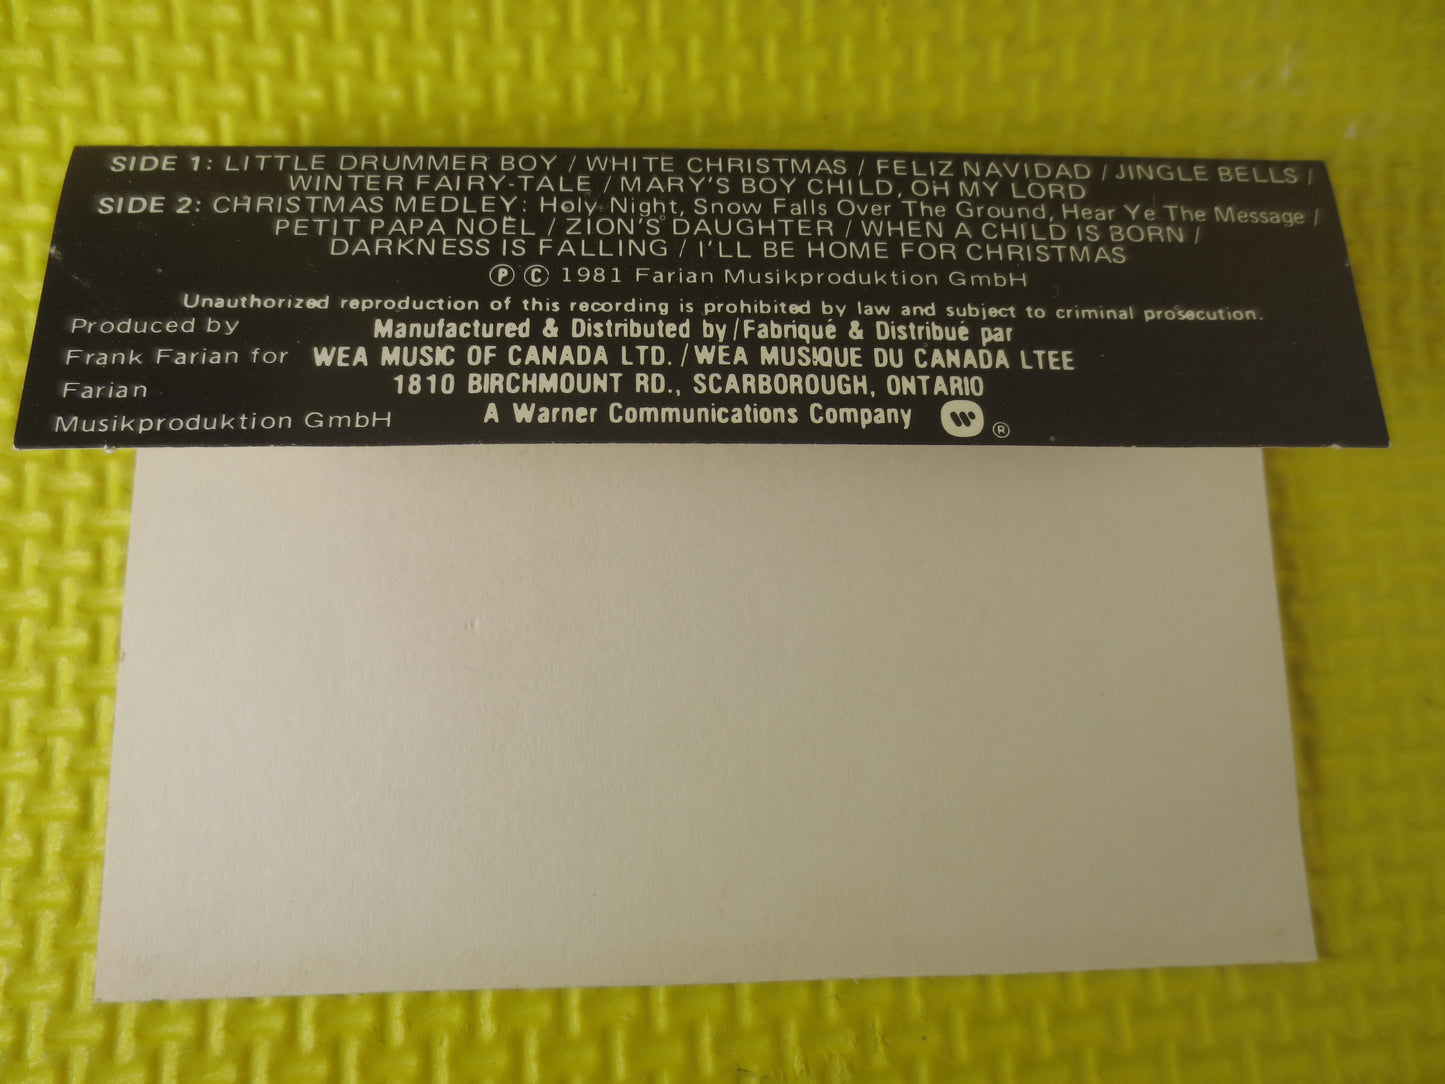 SIDE 1: LITTLE DRUMMER BOY / WHITE CHRISTMAS / FELIZ NAVIDAD / JINGLE BELLS /
WINTER FAIRY-TALE / MARY'S BOY CHILD, OH MY LORD
SIDE 2: CHRISTMAS MEDLEY: Holy Night, Snow Falls Over The Ground, Hear Ye The Message /
PETIT PAPA NOËL / ZION'S DAUGHTER / WHEN A CHILD IS BORN /
DARKNESS IS FALLING / I'LL BE HOME FOR CHRISTMAS
Ⓟ Ⓒ 1981 Farian Musikproduktion GmbH
Unauthorized reproduction of this recording is prohibited by law and subject to criminal prosecution.
Produced by
Frank Farian for
Farian
Musikproduktion GmbH
Manufactured & Distributed by / Fabriqué & Distribué par
WEA MUSIC OF CANADA LTD. / WEA MUSIQUE DU CANADA LTEE
1810 BIRCHMOUNT RD., SCARBOROUGH, ONTARIO
A Warner Communications Company ®